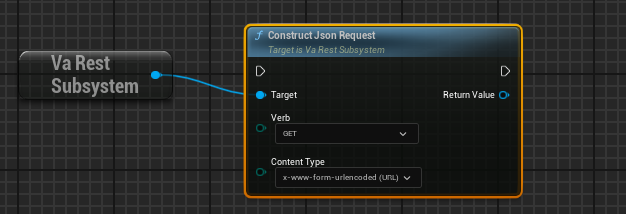 Va Rest
Subsystem
f Construct Json Request
Target is Va Rest Subsystem
Target
Return Value
Verb
GET
Content Type
x-www-form-urlencoded (URL)